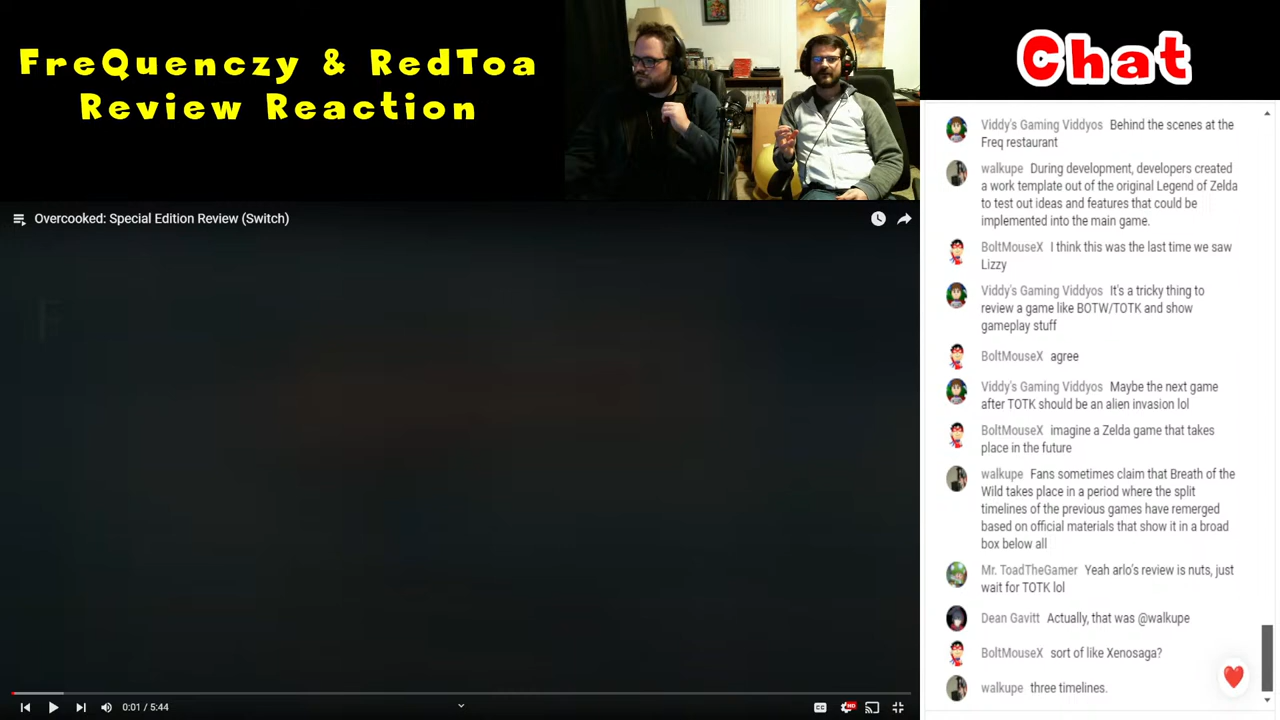 FreQuenczy & RedToa
Review Reaction
Chat
Overcooked: Special Edition Review (Switch)
0:01 / 5:44
CC
HD
Viddy's Gaming Viddyos Behind the scenes at the
Freq restaurant
walkupe During development, developers created
a work template out of the original Legend of Zelda
to test out ideas and features that could be
implemented into the main game.
BoltMouseX I think this was the last time we saw
Lizzy
Viddy's Gaming Viddyos It's a tricky thing to
review a game like BOTW/TOTK and show
gameplay stuff
BoltMouseX agree
Viddy's Gaming Viddyos Maybe the next game
after TOTK should be an alien invasion lol
BoltMouseX imagine a Zelda game that takes
place in the future
walkupe Fans sometimes claim that Breath of the
Wild takes place in a period where the split
timelines of the previous games have remerged
based on official materials that show it in a broad
box below all
Mr. ToadTheGamer Yeah arlo's review is nuts, just
wait for TOTK lol
Dean Gavitt Actually, that was @walkupe
BoltMouseX sort of like Xenosaga?
walkupe three timelines.